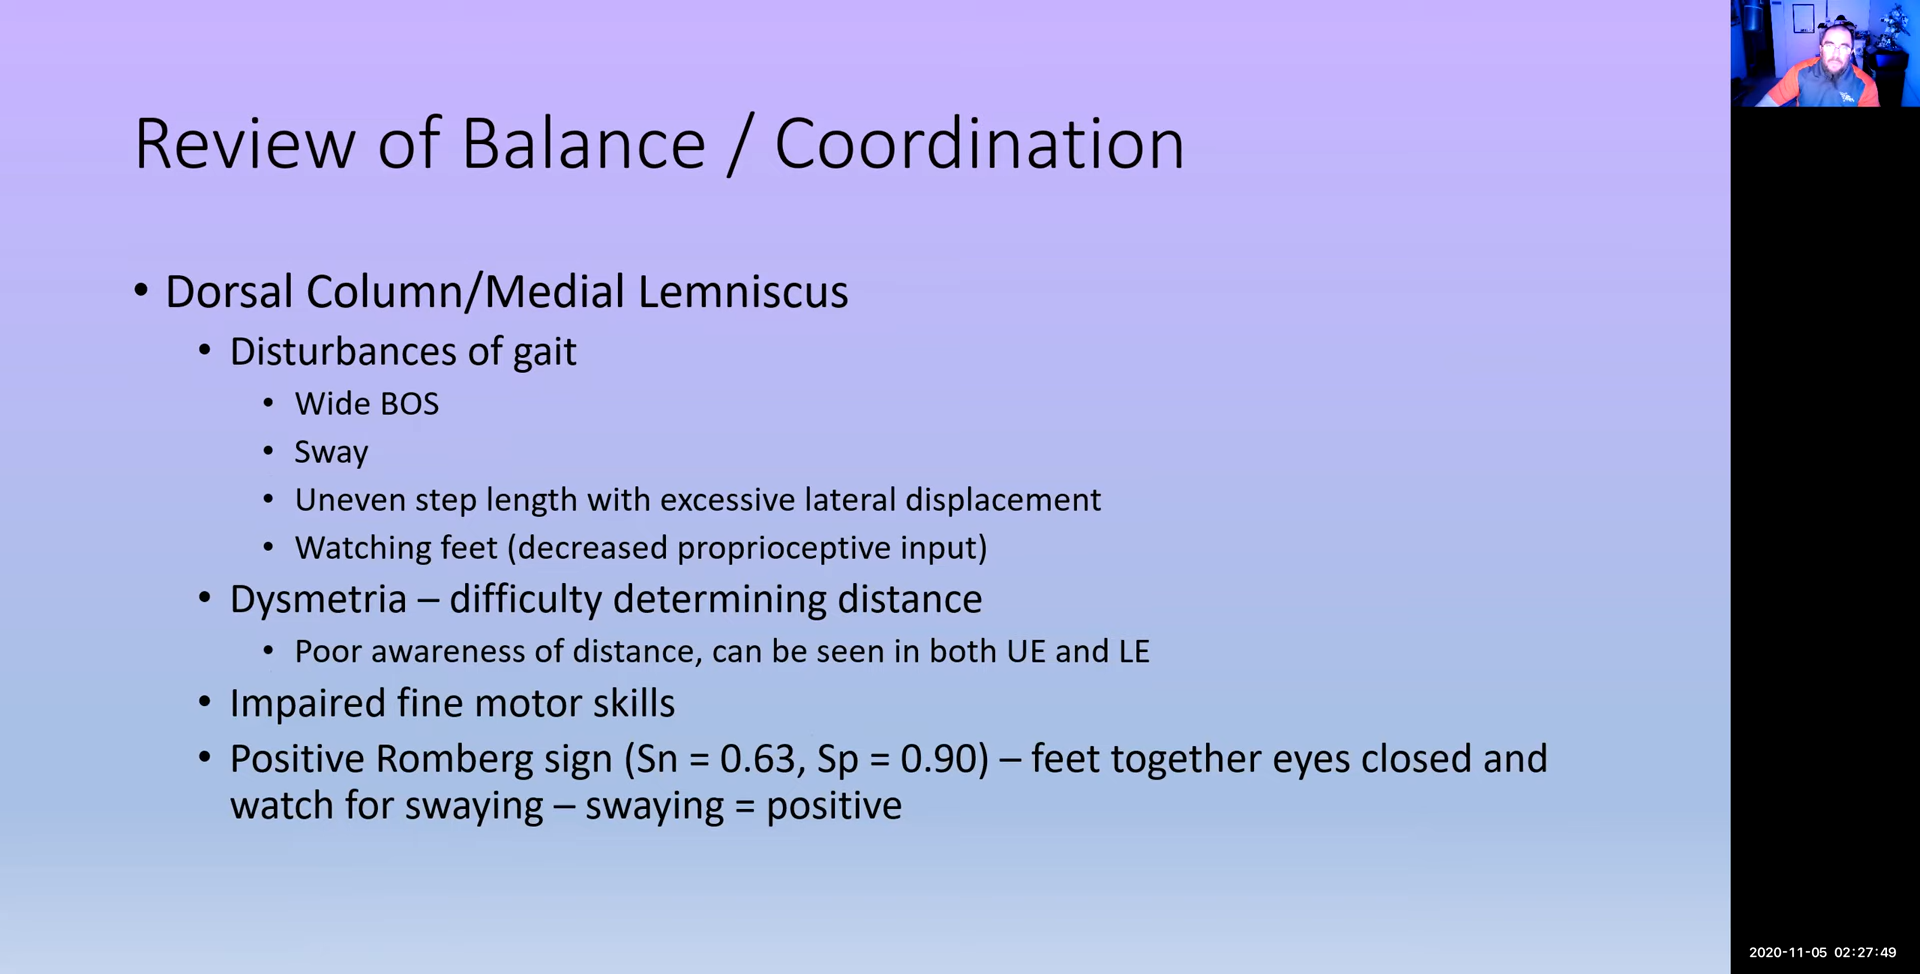 Review of Balance / Coordination
• Dorsal Column/Medial Lemniscus
• Disturbances of gait
• Wide BOS
• Sway
• Uneven step length with excessive lateral displacement
• Watching feet (decreased proprioceptive input)
• Dysmetria – difficulty determining distance
• Poor awareness of distance, can be seen in both UE and LE
• Impaired fine motor skills
• Positive Romberg sign (Sn = 0.63, Sp = 0.90) – feet together eyes closed and
watch for swaying – swaying = positive
2020-11-05 02:27:49